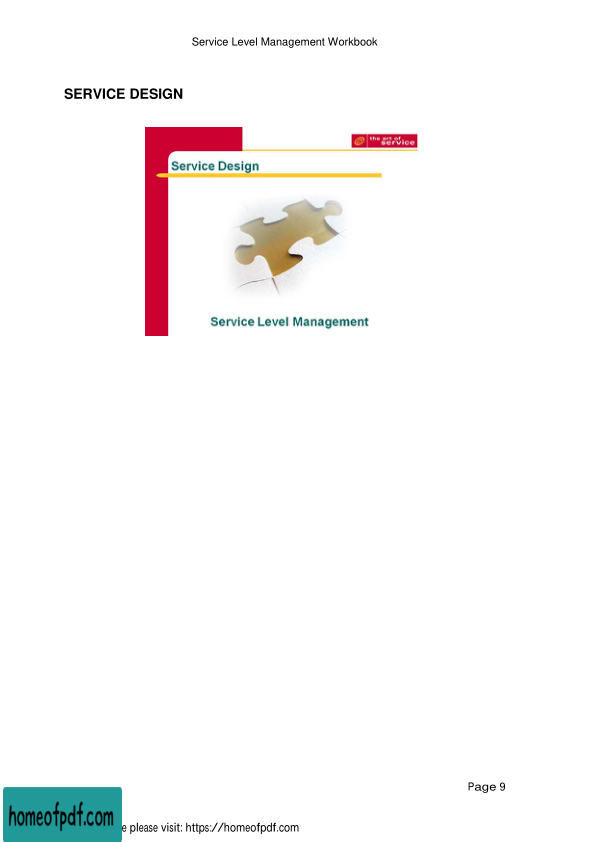 Service Level Management Workbook
SERVICE DESIGN
the art of
service
Service Design
Service Level Management
Page 9
homeofpdf.com
e please visit: https://homeofpdf.com